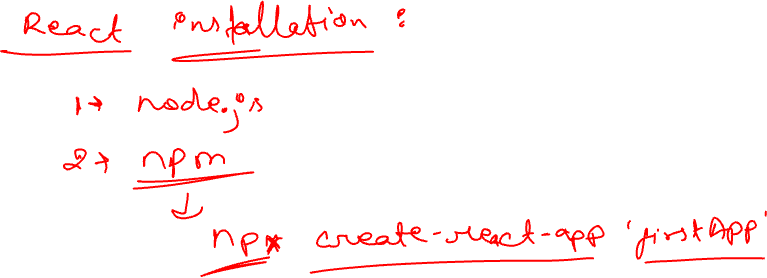 React installation :
1→ node.js
2→ npm
↓
npx create-react-app 'firstApp'